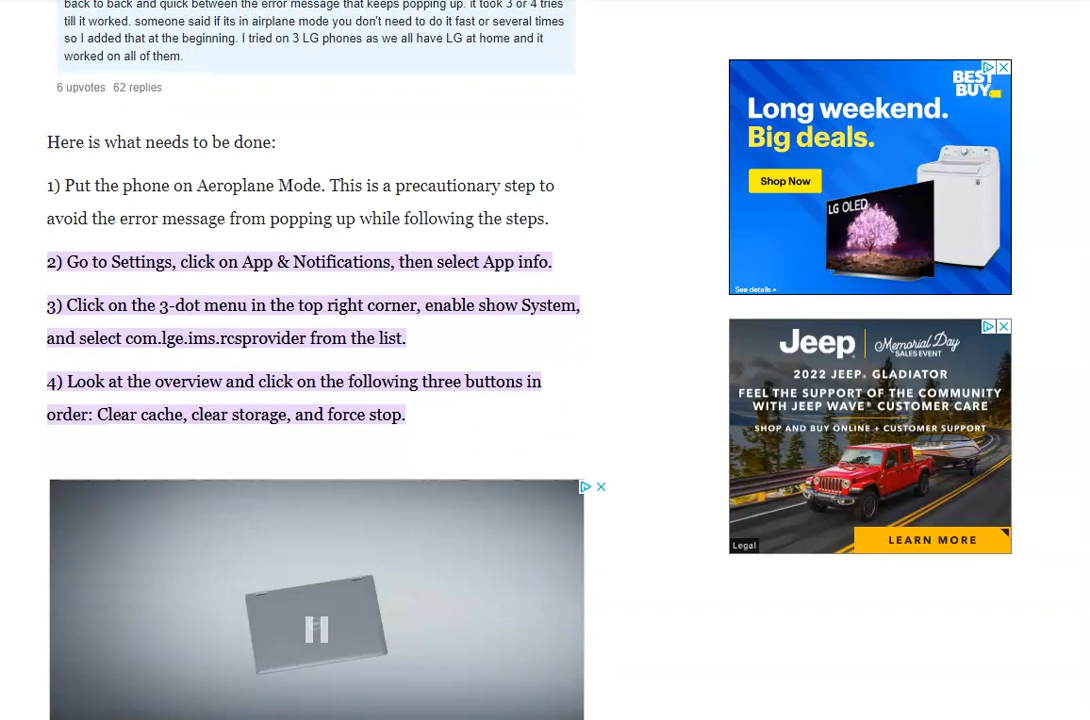 back to back and quick between the error message that keeps popping up. it took 3 or 4 tries
till it worked. someone said if its in airplane mode you don't need to do it fast or several times
so I added that at the beginning. I tried on 3 LG phones as we all have LG at home and it
worked on all of them.
6 upvotes 62 replies
Here is what needs to be done:
1) Put the phone on Aeroplane Mode. This is a precautionary step to
avoid the error message from popping up while following the steps.
2) Go to Settings, click on App & Notifications, then select App info.
3) Click on the 3-dot menu in the top right corner, enable show System,
and select com.lge.ims.rcsprovider from the list.
4) Look at the overview and click on the following three buttons in
order: Clear cache, clear storage, and force stop.
BEST
BUY
Long weekend.
Big deals.
Shop Now
LG OLED
See details ^
Jeep
Memorial Day
SALES EVENT
2022 JEEP® GLADIATOR
FEEL THE SUPPORT OF THE COMMUNITY
WITH JEEP WAVE® CUSTOMER CARE
SHOP AND BUY ONLINE + CUSTOMER SUPPORT
Legal
LEARN MORE